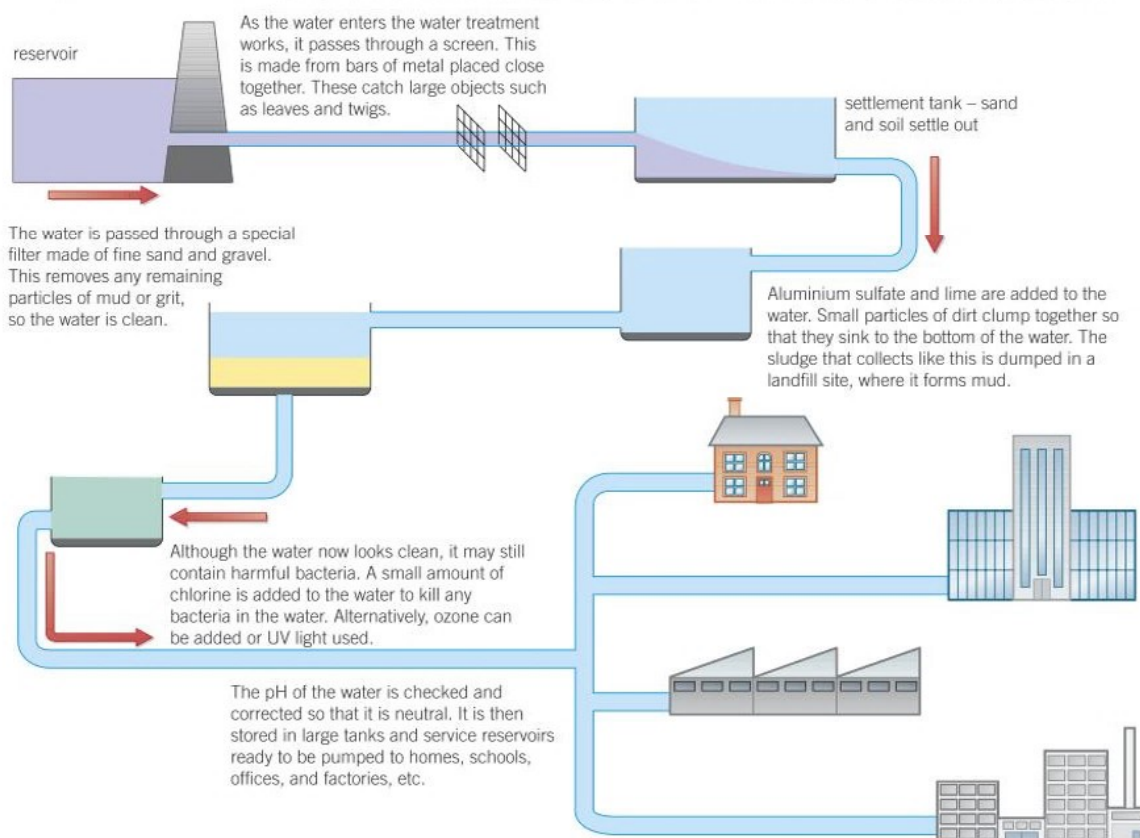 reservoir
As the water enters the water treatment
works, it passes through a screen. This
is made from bars of metal placed close
together. These catch large objects such
as leaves and twigs.
settlement tank – sand
and soil settle out
Aluminium sulfate and lime are added to the
water. Small particles of dirt clump together so
that they sink to the bottom of the water. The
sludge that collects like this is dumped in a
landfill site, where it forms mud.
The water is passed through a special
filter made of fine sand and gravel.
This removes any remaining
particles of mud or grit,
so the water is clean.
Although the water now looks clean, it may still
contain harmful bacteria. A small amount of
chlorine is added to the water to kill any
bacteria in the water. Alternatively, ozone can
be added or UV light used.
The pH of the water is checked and
corrected so that it is neutral. It is then
stored in large tanks and service reservoirs
ready to be pumped to homes, schools,
offices, and factories, etc.